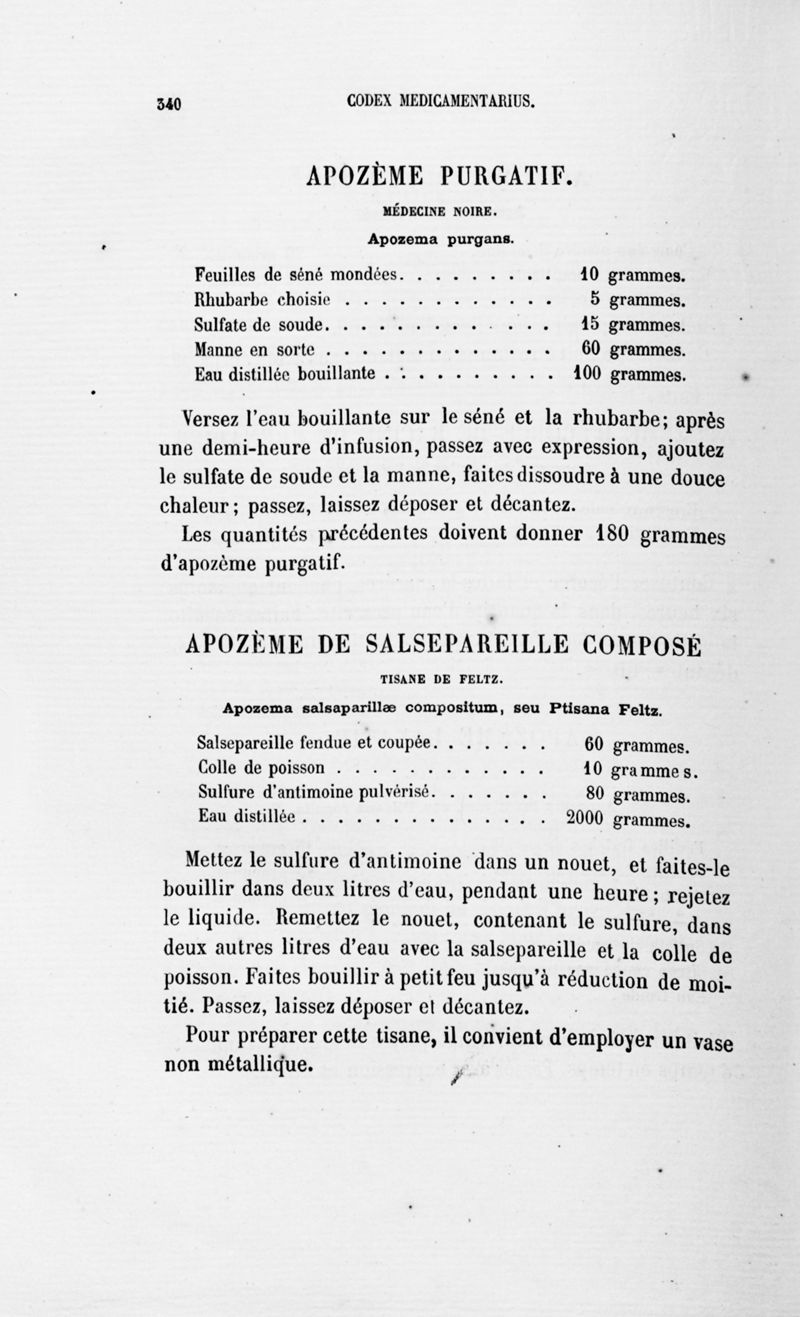 340
CODEX MEDICAMENTARIUS.
APOZÈME PURGATIF.
MÉDECINE NOIRE.
Apozema purgans.
Feuilles de séné mondées. . . . . . . . . 10 grammes.
Rhubarbe choisie . . . . . . . . . . . . 5 grammes.
Sulfate de soude. . . . . . . . . . . . . 15 grammes.
Manne en sorte . . . . . . . . . . . . . 60 grammes.
Eau distillée bouillante . . . . . . . . . . 100 grammes.
Versez l'eau bouillante sur le séné et la rhubarbe; après
une demi-heure d'infusion, passez avec expression, ajoutez
le sulfate de soude et la manne, faites dissoudre à une douce
chaleur; passez, laissez déposer et décantez.
Les quantités précédentes doivent donner 180 grammes
d'apozème purgatif.
APOZÈME DE SALSEPAREILLE COMPOSÉ
TISANE DE FELTZ.
Apozema salsaparillæ compositum, seu Ptisana Feltz.
Salsepareille fendue et coupée. . . . . . . 60 grammes.
Colle de poisson . . . . . . . . . . . . 10 grammes.
Sulfure d'antimoine pulvérisé. . . . . . . 80 grammes.
Eau distillée . . . . . . . . . . . . . . 2000 grammes.
Mettez le sulfure d'antimoine dans un nouet, et faites-le
bouillir dans deux litres d'eau, pendant une heure; rejetez
le liquide. Remettez le nouet, contenant le sulfure, dans
deux autres litres d'eau avec la salsepareille et la colle de
poisson. Faites bouillir à petit feu jusqu'à réduction de moi-
tié. Passez, laissez déposer et décantez.
Pour préparer cette tisane, il convient d'employer un vase
non métallique.